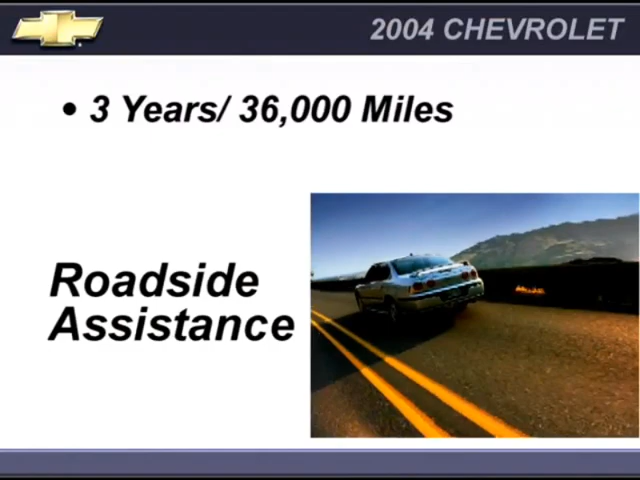 2004 CHEVROLET
• 3 Years/ 36,000 Miles
Roadside
Assistance